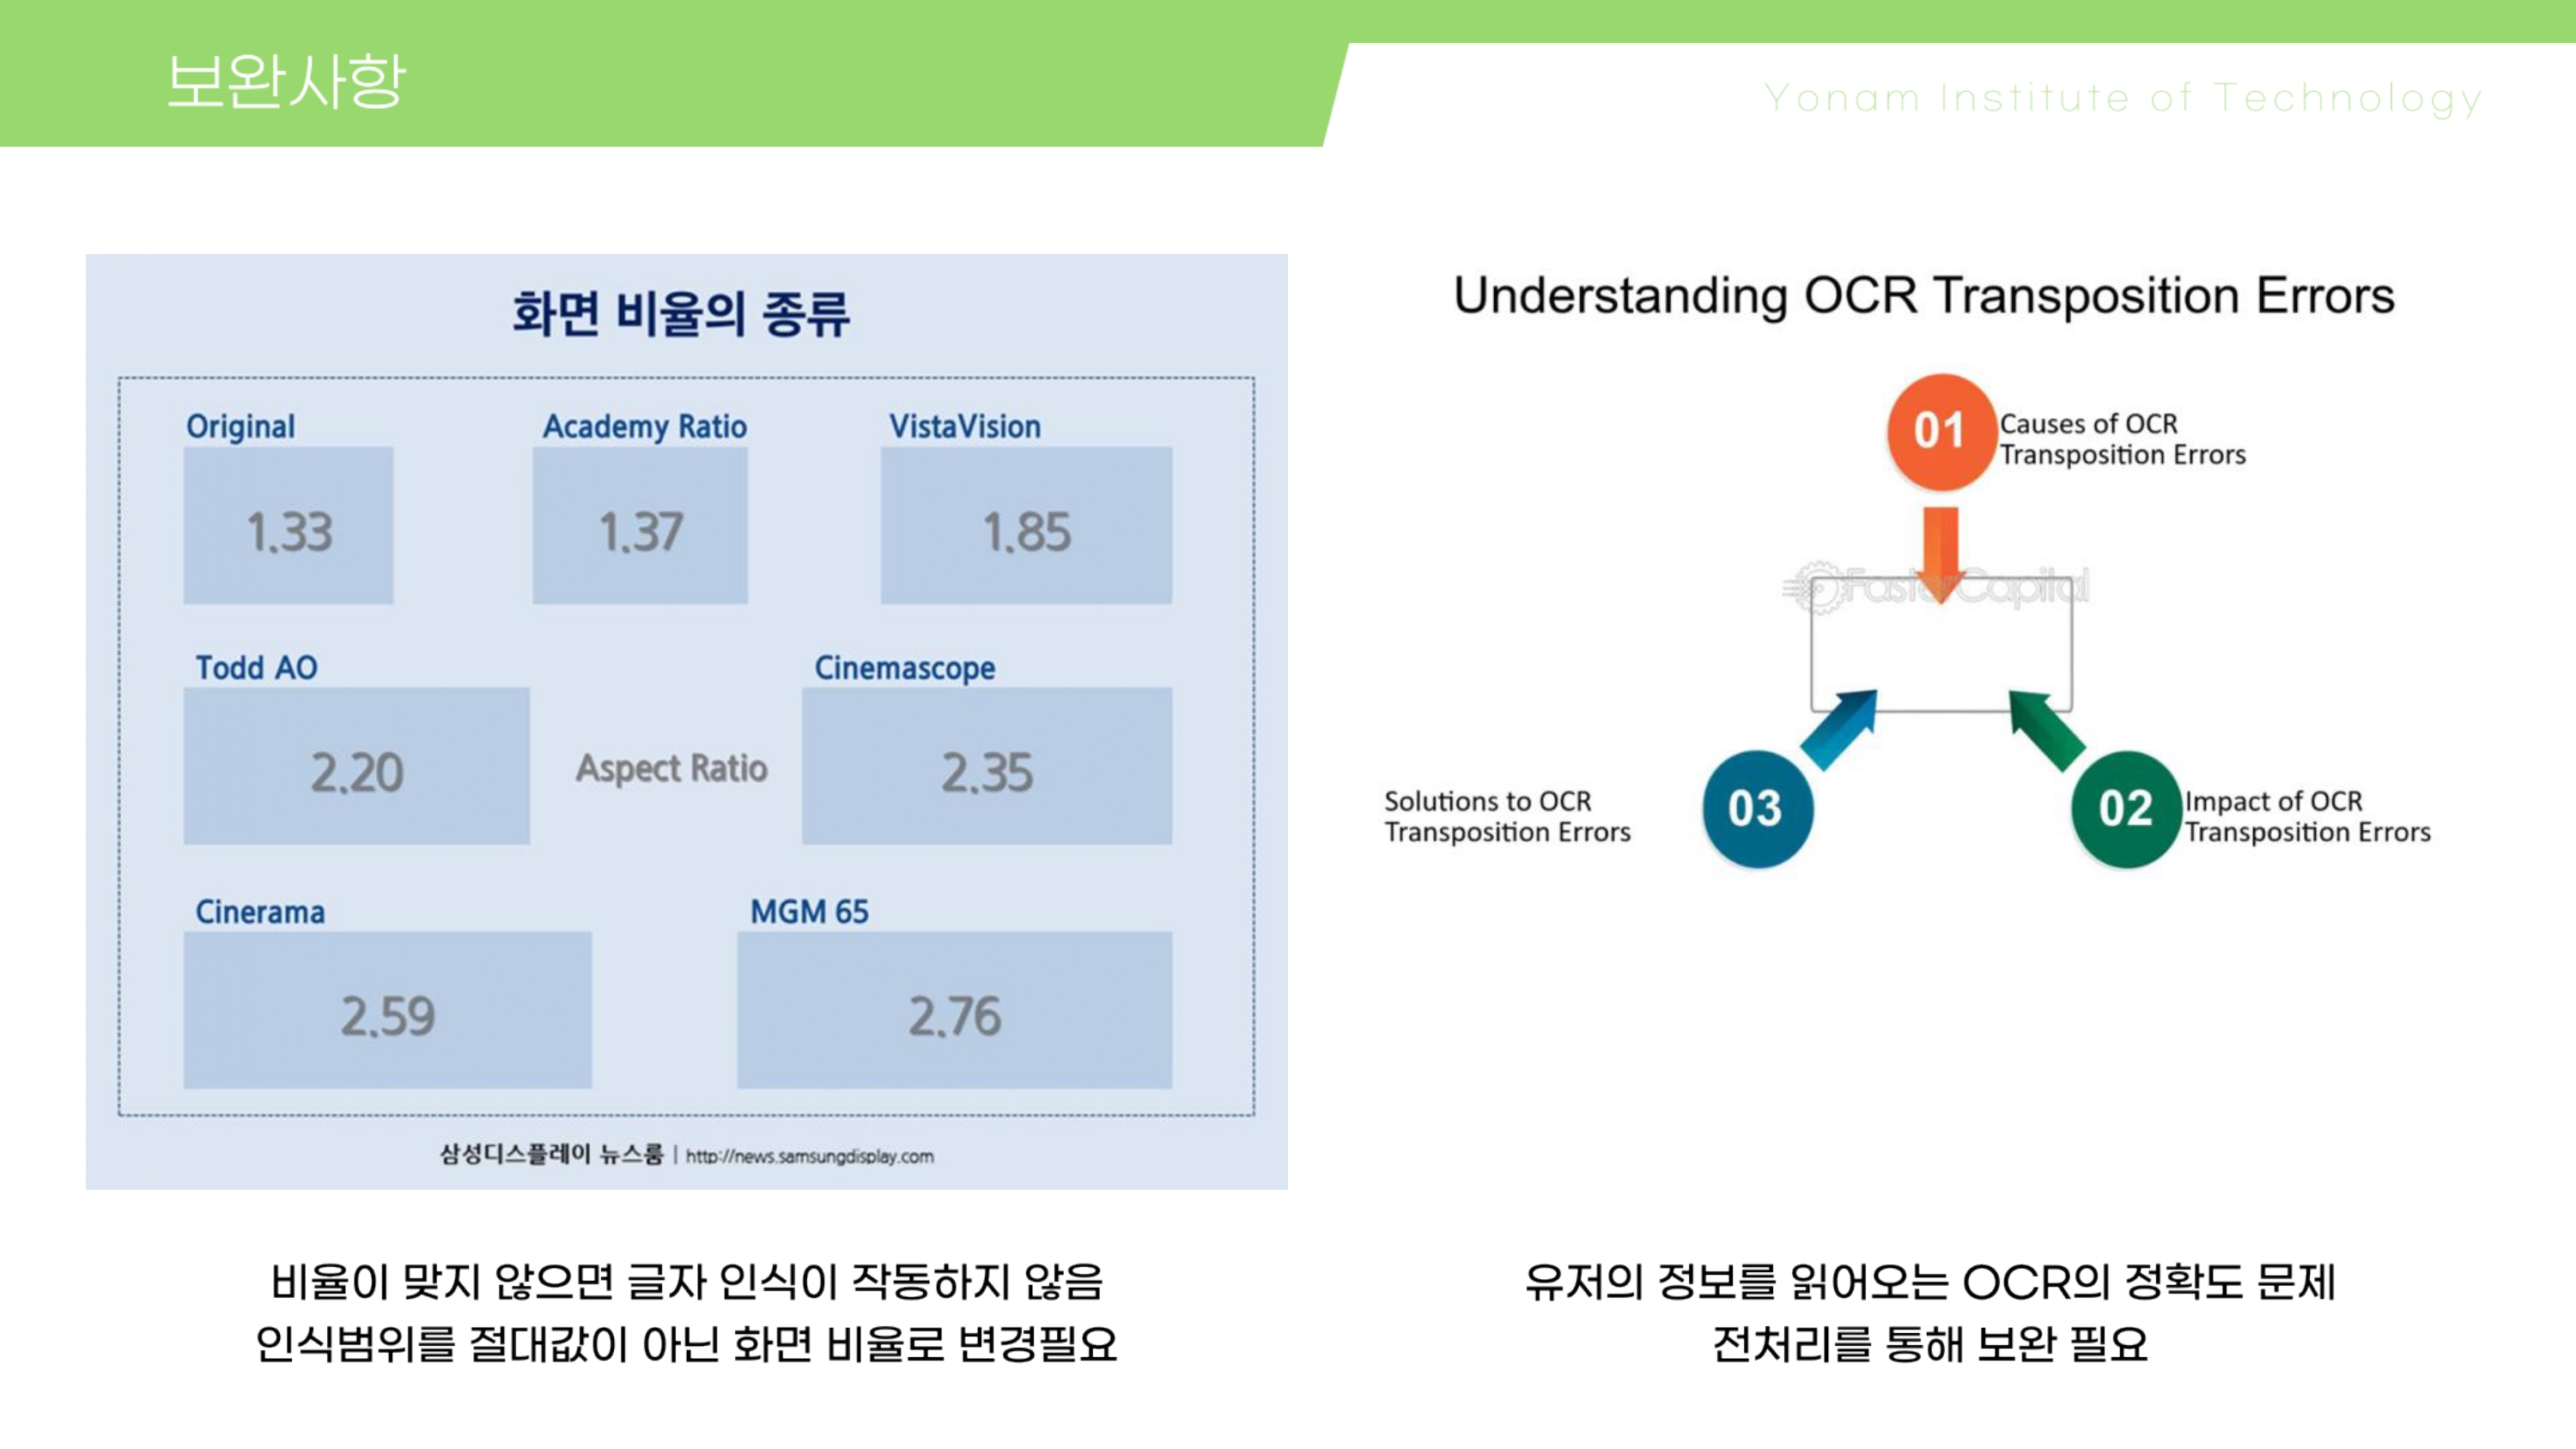 보완사항
Yonam Institute of Technology
화면 비율의 종류
Original
Academy Ratio
VistaVision
1.33
1.37
1.85
Todd AO
Cinemascope
2.20
Aspect Ratio
2.35
Cinerama
MGM 65
2.59
2.76
삼성디스플레이 뉴스룸 | http://news.samsungdisplay.com
비율이 맞지 않으면 글자 인식이 작동하지 않음
인식범위를 절대값이 아닌 화면 비율로 변경필요
Understanding OCR Transposition Errors
01
Causes of OCR
Transposition Errors
FasterCapital
Solutions to OCR
Transposition Errors
03
02
Impact of OCR
Transposition Errors
유저의 정보를 읽어오는 OCR의 정확도 문제
전처리를 통해 보완 필요